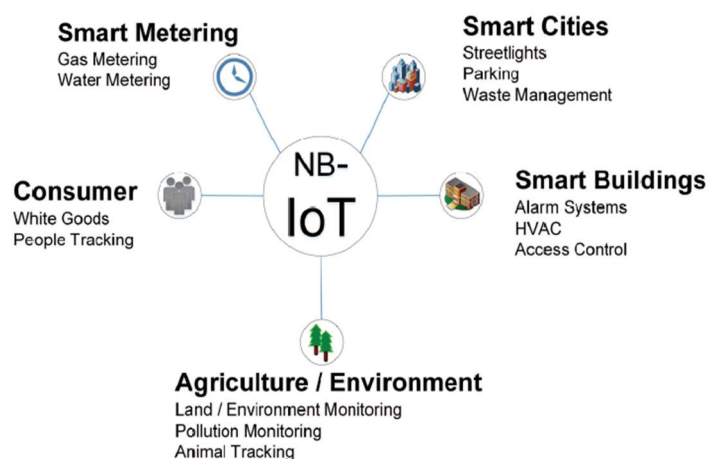 Smart Metering
Gas Metering
Water Metering
Smart Cities
Streetlights
Parking
Waste Management
NB-
IoT
Consumer
White Goods
People Tracking
Smart Buildings
Alarm Systems
HVAC
Access Control
Agriculture / Environment
Land / Environment Monitoring
Pollution Monitoring
Animal Tracking